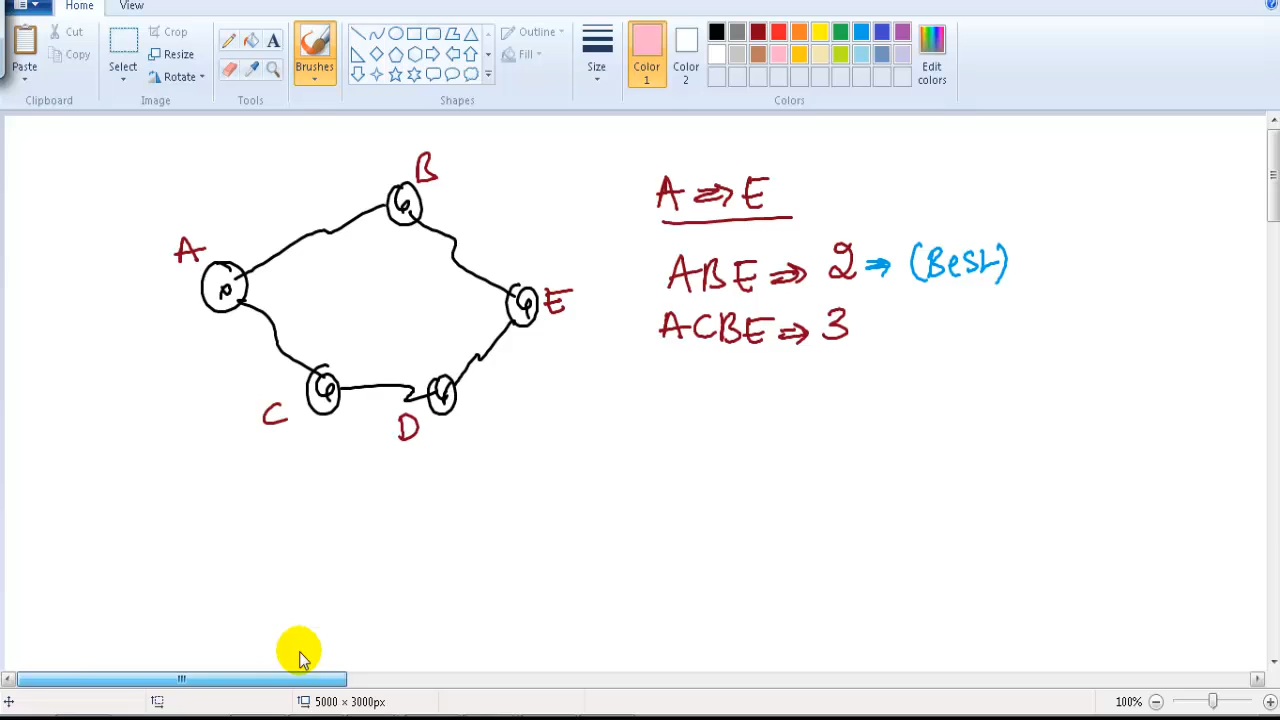 Home View
Cut
Copy
Paste
Clipboard
Select
Crop
Resize
Rotate
Image
A
Tools
Brushes
Shapes
Outline
Fill
Size
Color
1
Color
2
Colors
Edit
colors
B
A
E
C
D
A ⇒ E
ABE ⇒ 2 ⇒ (Best)
ACBE ⇒ 3
5000 × 3000px
100%